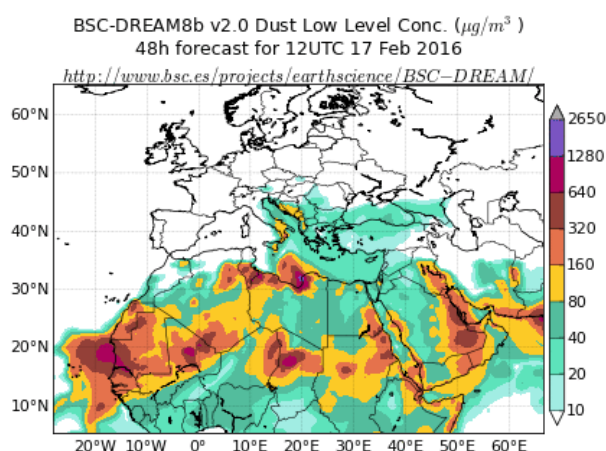 BSC-DREAM8b v2.0 Dust Low Level Conc. (μg/m³ )
48h forecast for 12UTC 17 Feb 2016
http://www.bsc.es/projects/earthscience/BSC−DREAM/
60°N
50°N
40°N
30°N
20°N
10°N
20°W 10°W 0° 10°E 20°E 30°E 40°E 50°E 60°E
2650
1280
640
320
160
80
40
20
10